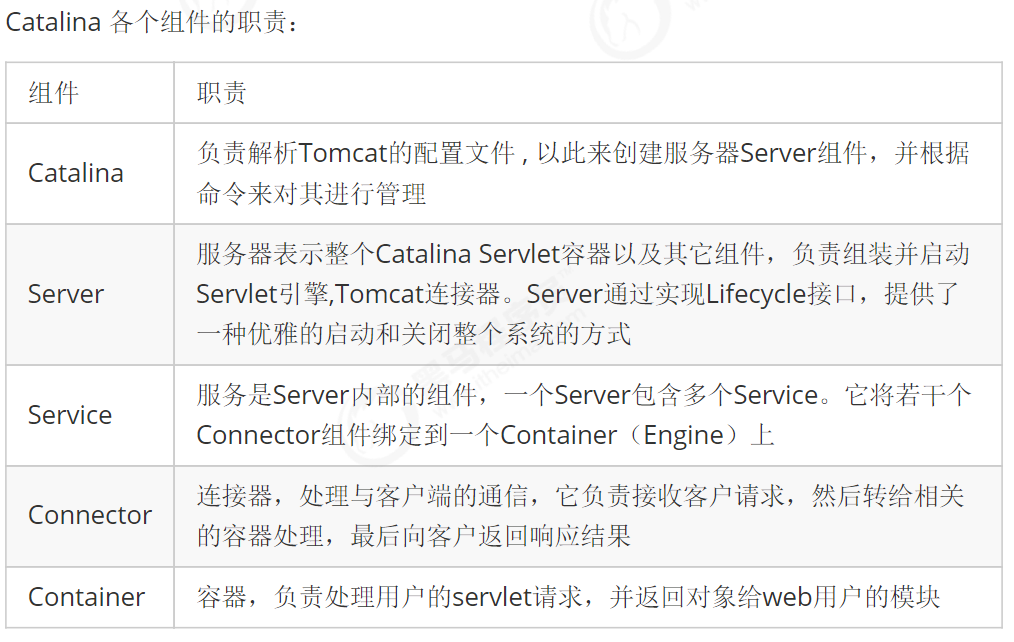 Catalina 各个组件的职责：
组件 职责
Catalina
负责解析Tomcat的配置文件 , 以此来创建服务器Server组件，并根据
命令来对其进行管理
Server
服务器表示整个Catalina Servlet容器以及其它组件，负责组装并启动
Servlet引擎,Tomcat连接器。Server通过实现Lifecycle接口，提供了
一种优雅的启动和关闭整个系统的方式
Service
服务是Server内部的组件，一个Server包含多个Service。它将若干个
Connector组件绑定到一个Container（Engine）上
Connector
连接器，处理与客户端的通信，它负责接收客户请求，然后转给相关
的容器处理，最后向客户返回响应结果
Container
容器，负责处理用户的servlet请求，并返回对象给web用户的模块